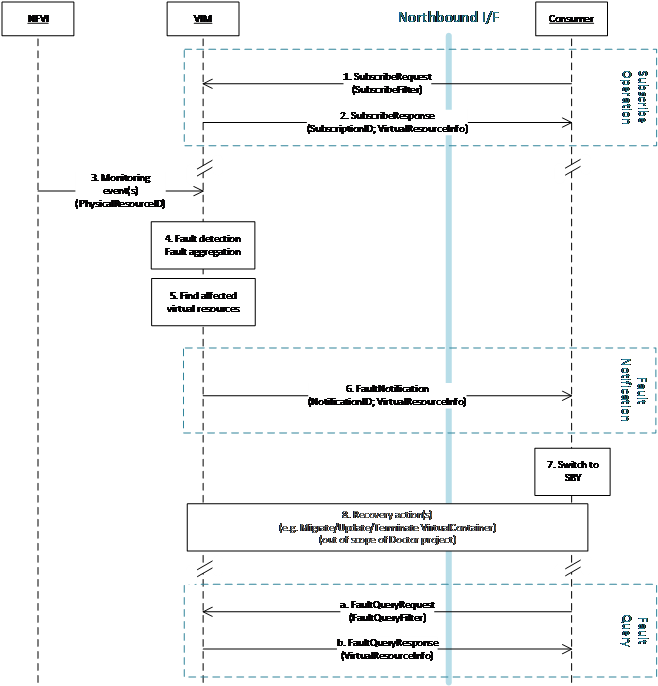 NFVI
VIM
Northbound I/F
Consumer
1. SubscribeRequest
(SubscribeFilter)
Subscribe
Operation
2. SubscribeResponse
(SubscriptionID; VirtualResourceInfo)
3. Monitoring
event(s)
(PhysicalResourceID)
4. Fault detection
Fault aggregation
5. Find affected
virtual resources
6. FaultNotification
(NotificationID; VirtualResourceInfo)
Fault
Notification
7. Switch to
SBY
8. Recovery action(s)
(e.g. Migrate/Update/Terminate VirtualContainer)
(out of scope of Doctor project)
a. FaultQueryRequest
(FaultQueryFilter)
Fault
Query
b. FaultQueryResponse
(VirtualResourceInfo)